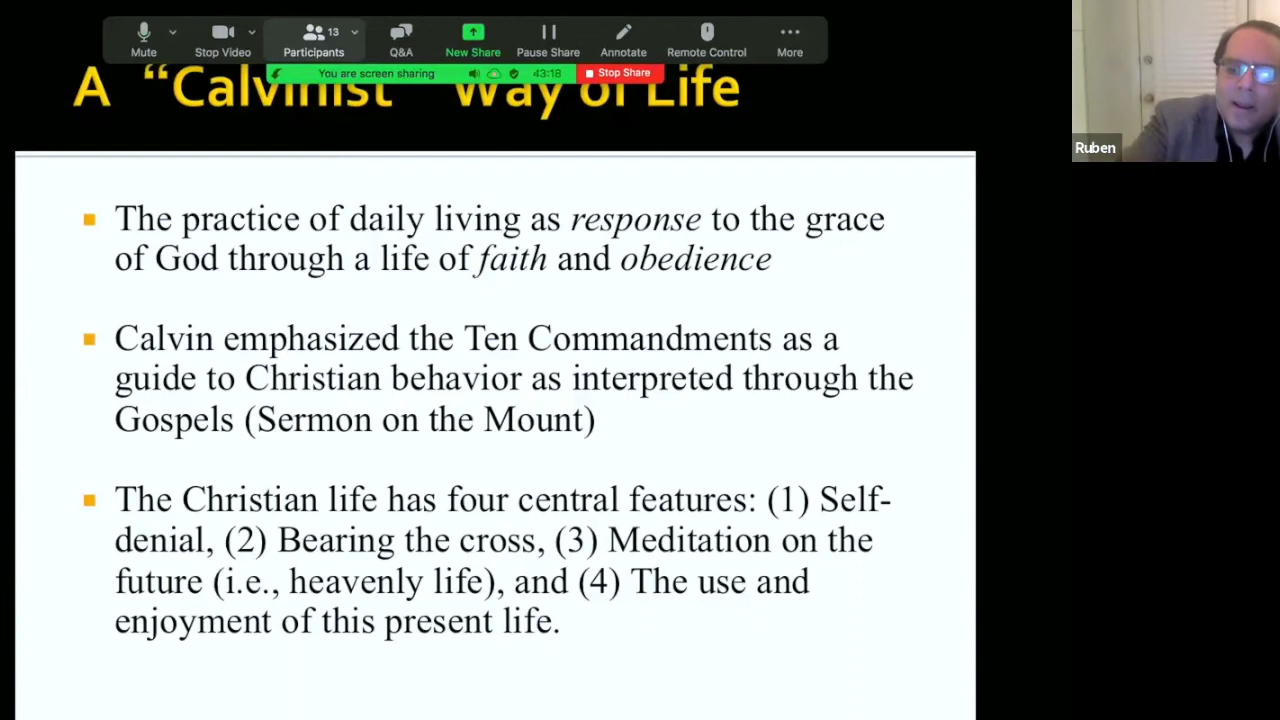 13
Mute
Stop Video
Participants
Q&A
New Share
Pause Share
Annotate
Remote Control
More
You are screen sharing
43:18
Stop Share
A “Calvinist” Way of Life
Ruben
The practice of daily living as response to the grace
of God through a life of faith and obedience
Calvin emphasized the Ten Commandments as a
guide to Christian behavior as interpreted through the
Gospels (Sermon on the Mount)
The Christian life has four central features: (1) Self-
denial, (2) Bearing the cross, (3) Meditation on the
future (i.e., heavenly life), and (4) The use and
enjoyment of this present life.